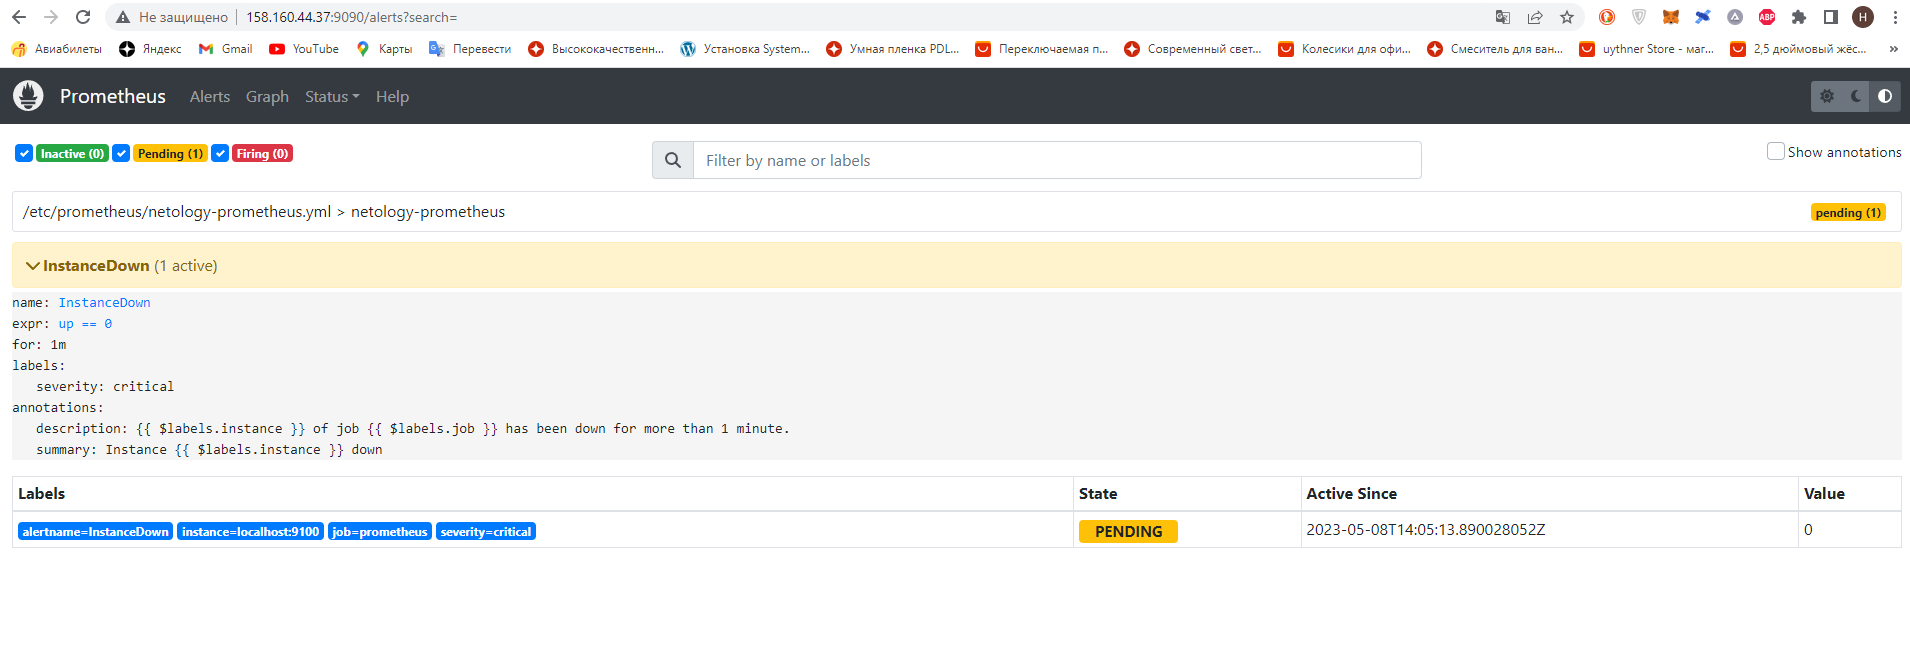 Не защищено 158.160.44.37:9090/alerts?search=
Авиабилеты Яндекс Gmail YouTube Карты Перевести Высококачественн... Установка System... Умная пленка PDL... Переключаемая п... Современный свет... Колесики для офи... Смеситель для ван... uythner Store - маг... 2,5 дюймовый жёс... »
Prometheus Alerts Graph Status Help
Inactive (0) Pending (1) Firing (0) Filter by name or labels Show annotations
/etc/prometheus/netology-prometheus.yml > netology-prometheus pending (1)
InstanceDown (1 active)
name: InstanceDown
expr: up == 0
for: 1m
labels:
severity: critical
annotations:
description: {{ $labels.instance }} of job {{ $labels.job }} has been down for more than 1 minute.
summary: Instance {{ $labels.instance }} down
Labels State Active Since Value
alertname=InstanceDown instance=localhost:9100 job=prometheus severity=critical PENDING 2023-05-08T14:05:13.890028052Z 0